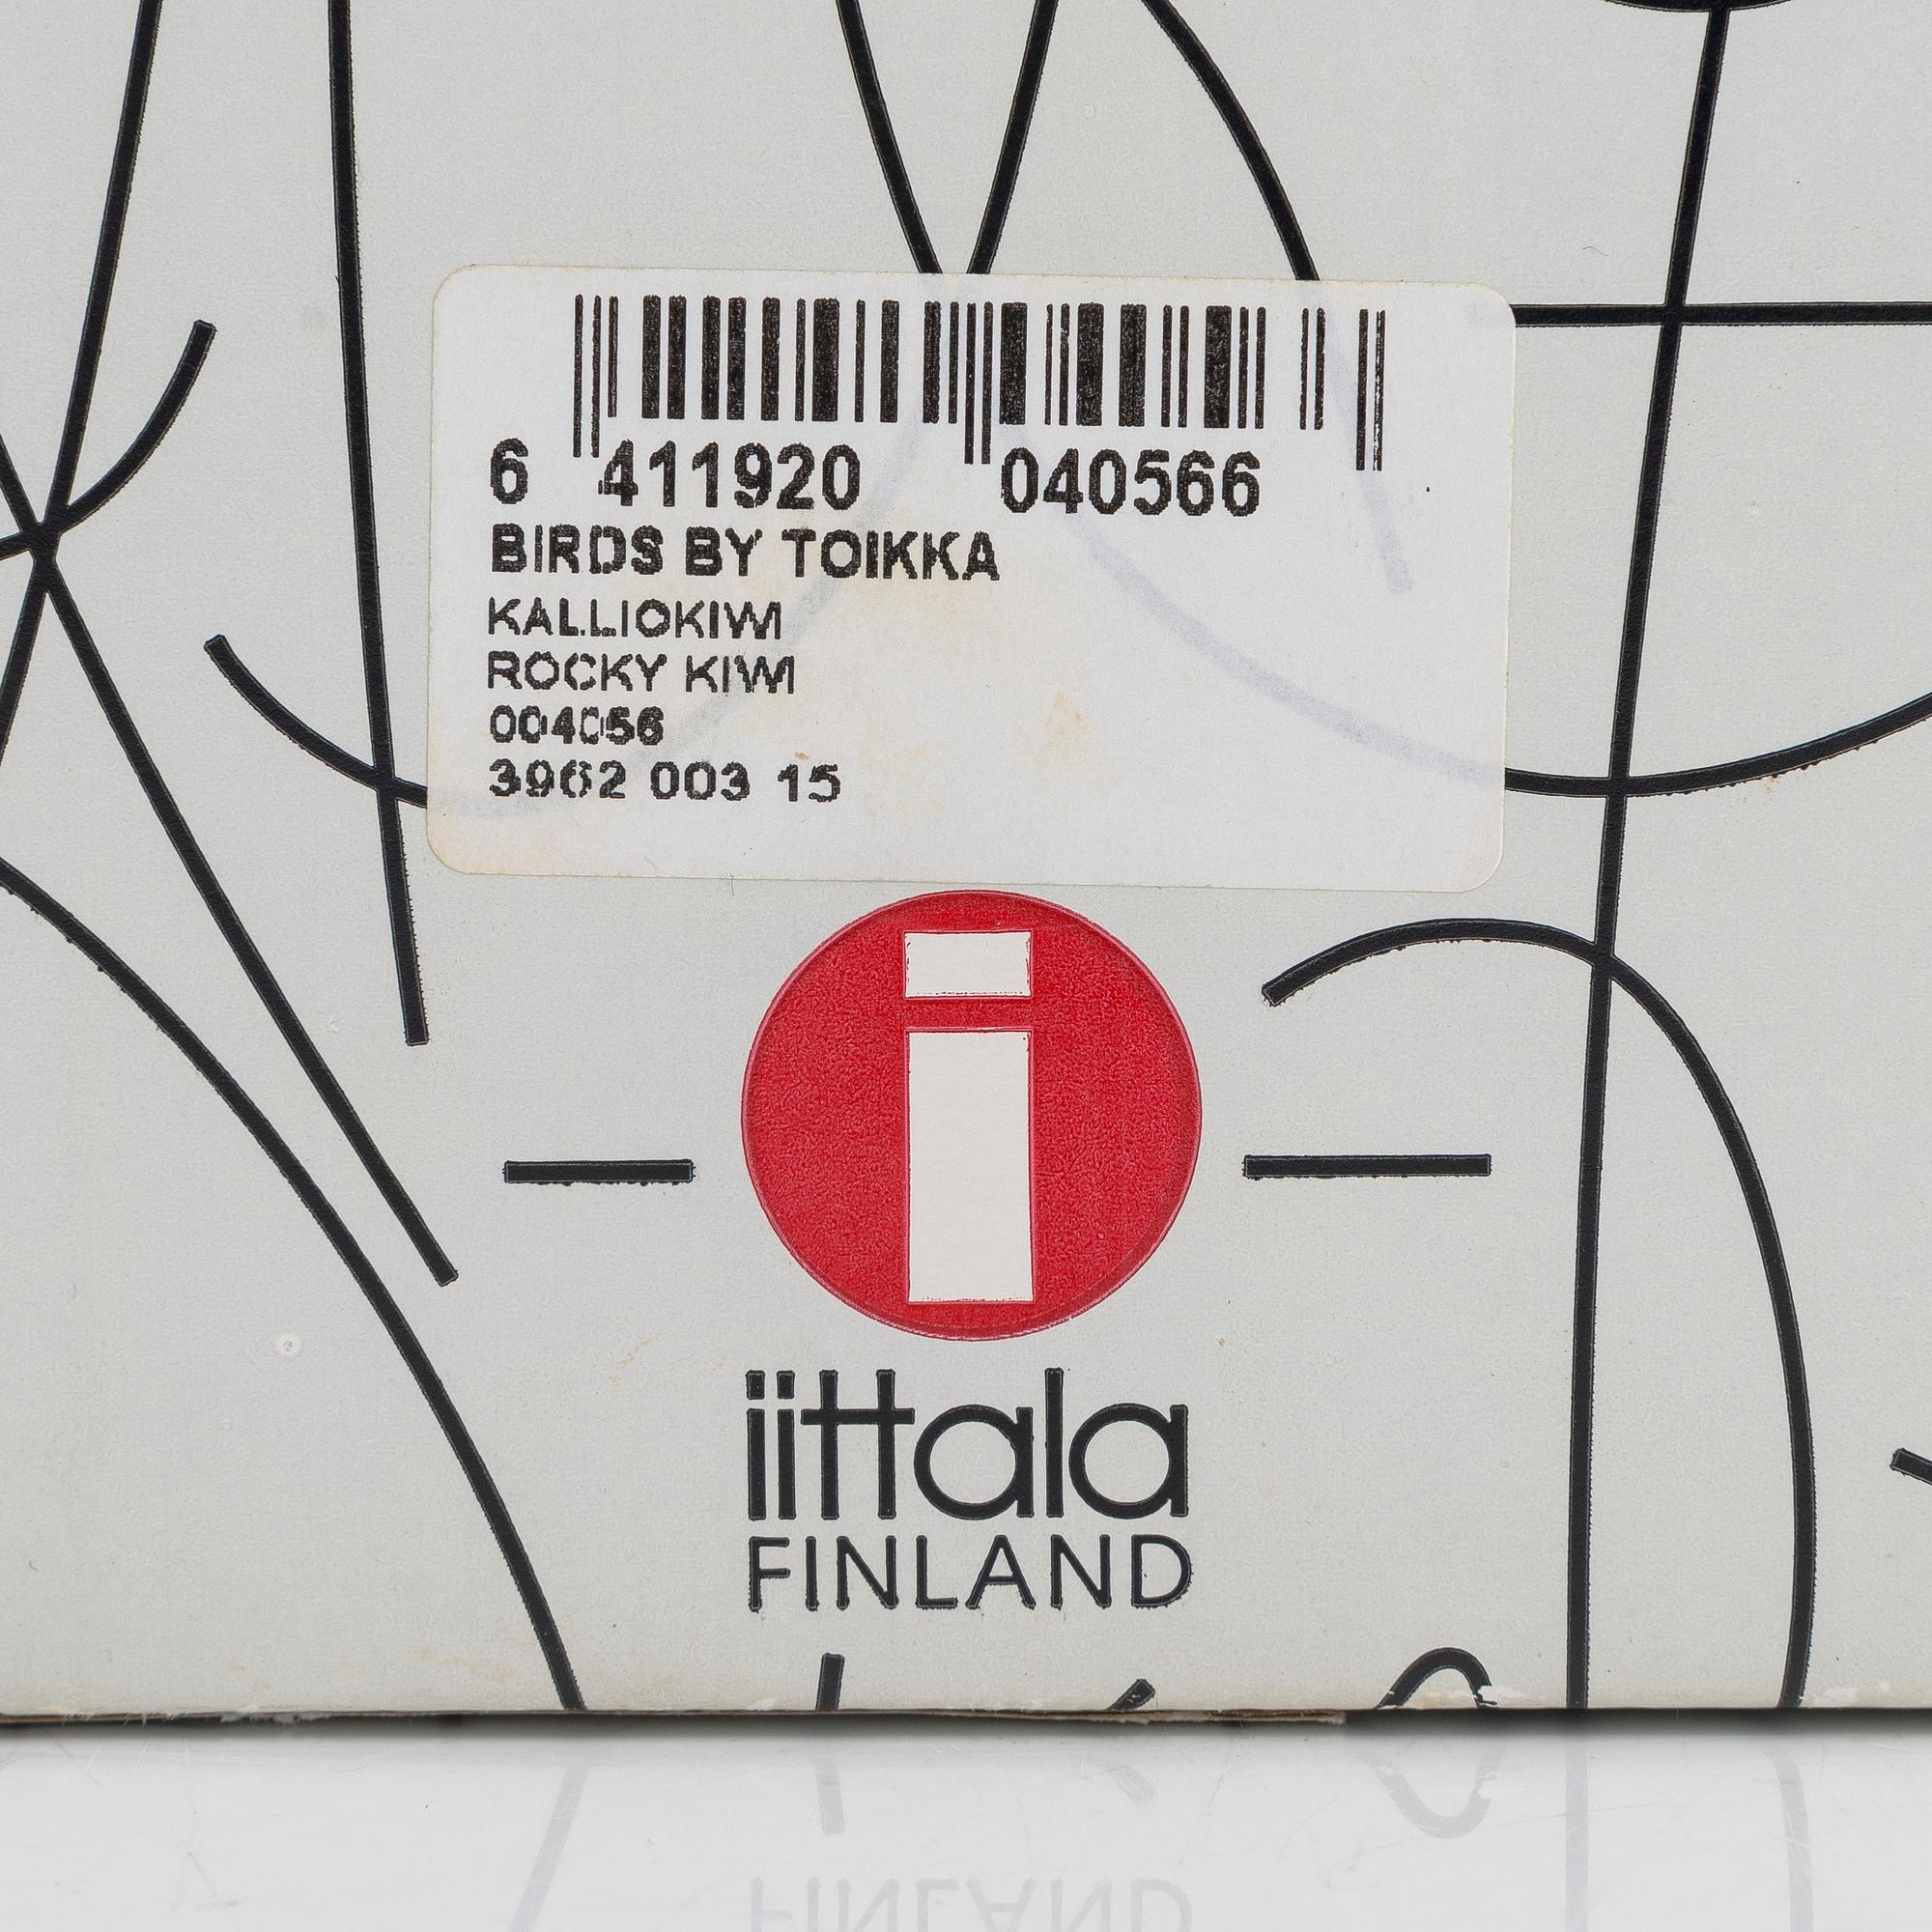 6 411920 040566
BIRDS BY TOIKKA
KALLIOKIWI
ROCKY KIWI
004056
3962 003 15
i
iittala
FINLAND